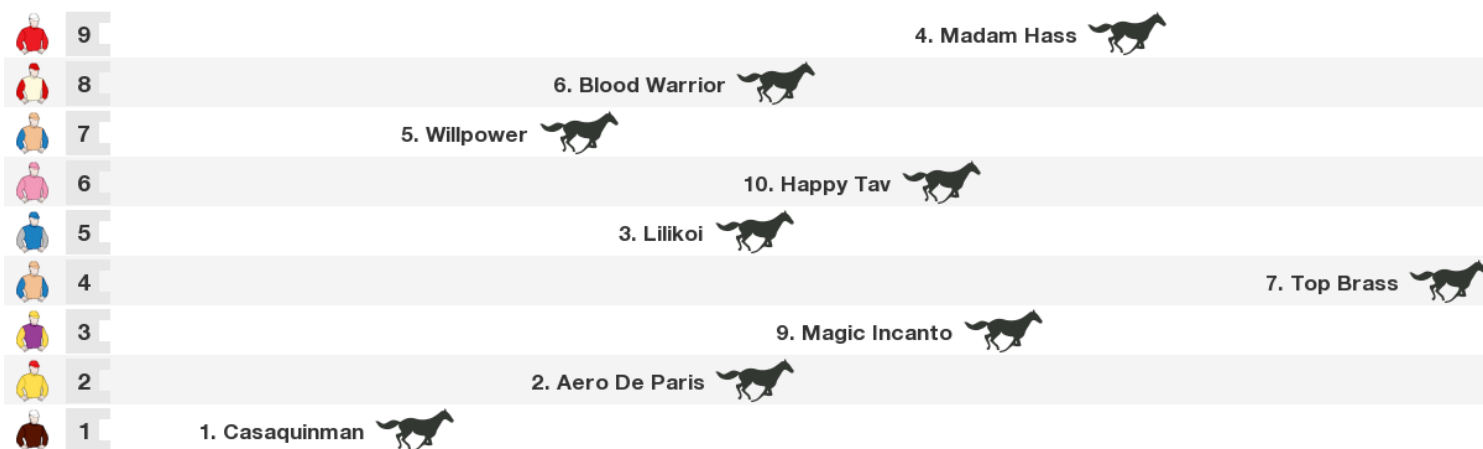 9 4. Madam Hass
8 6. Blood Warrior
7 5. Willpower
6 10. Happy Tav
5 3. Lilikoi
4 7. Top Brass
3 9. Magic Incanto
2 2. Aero De Paris
1 1. Casaquinman